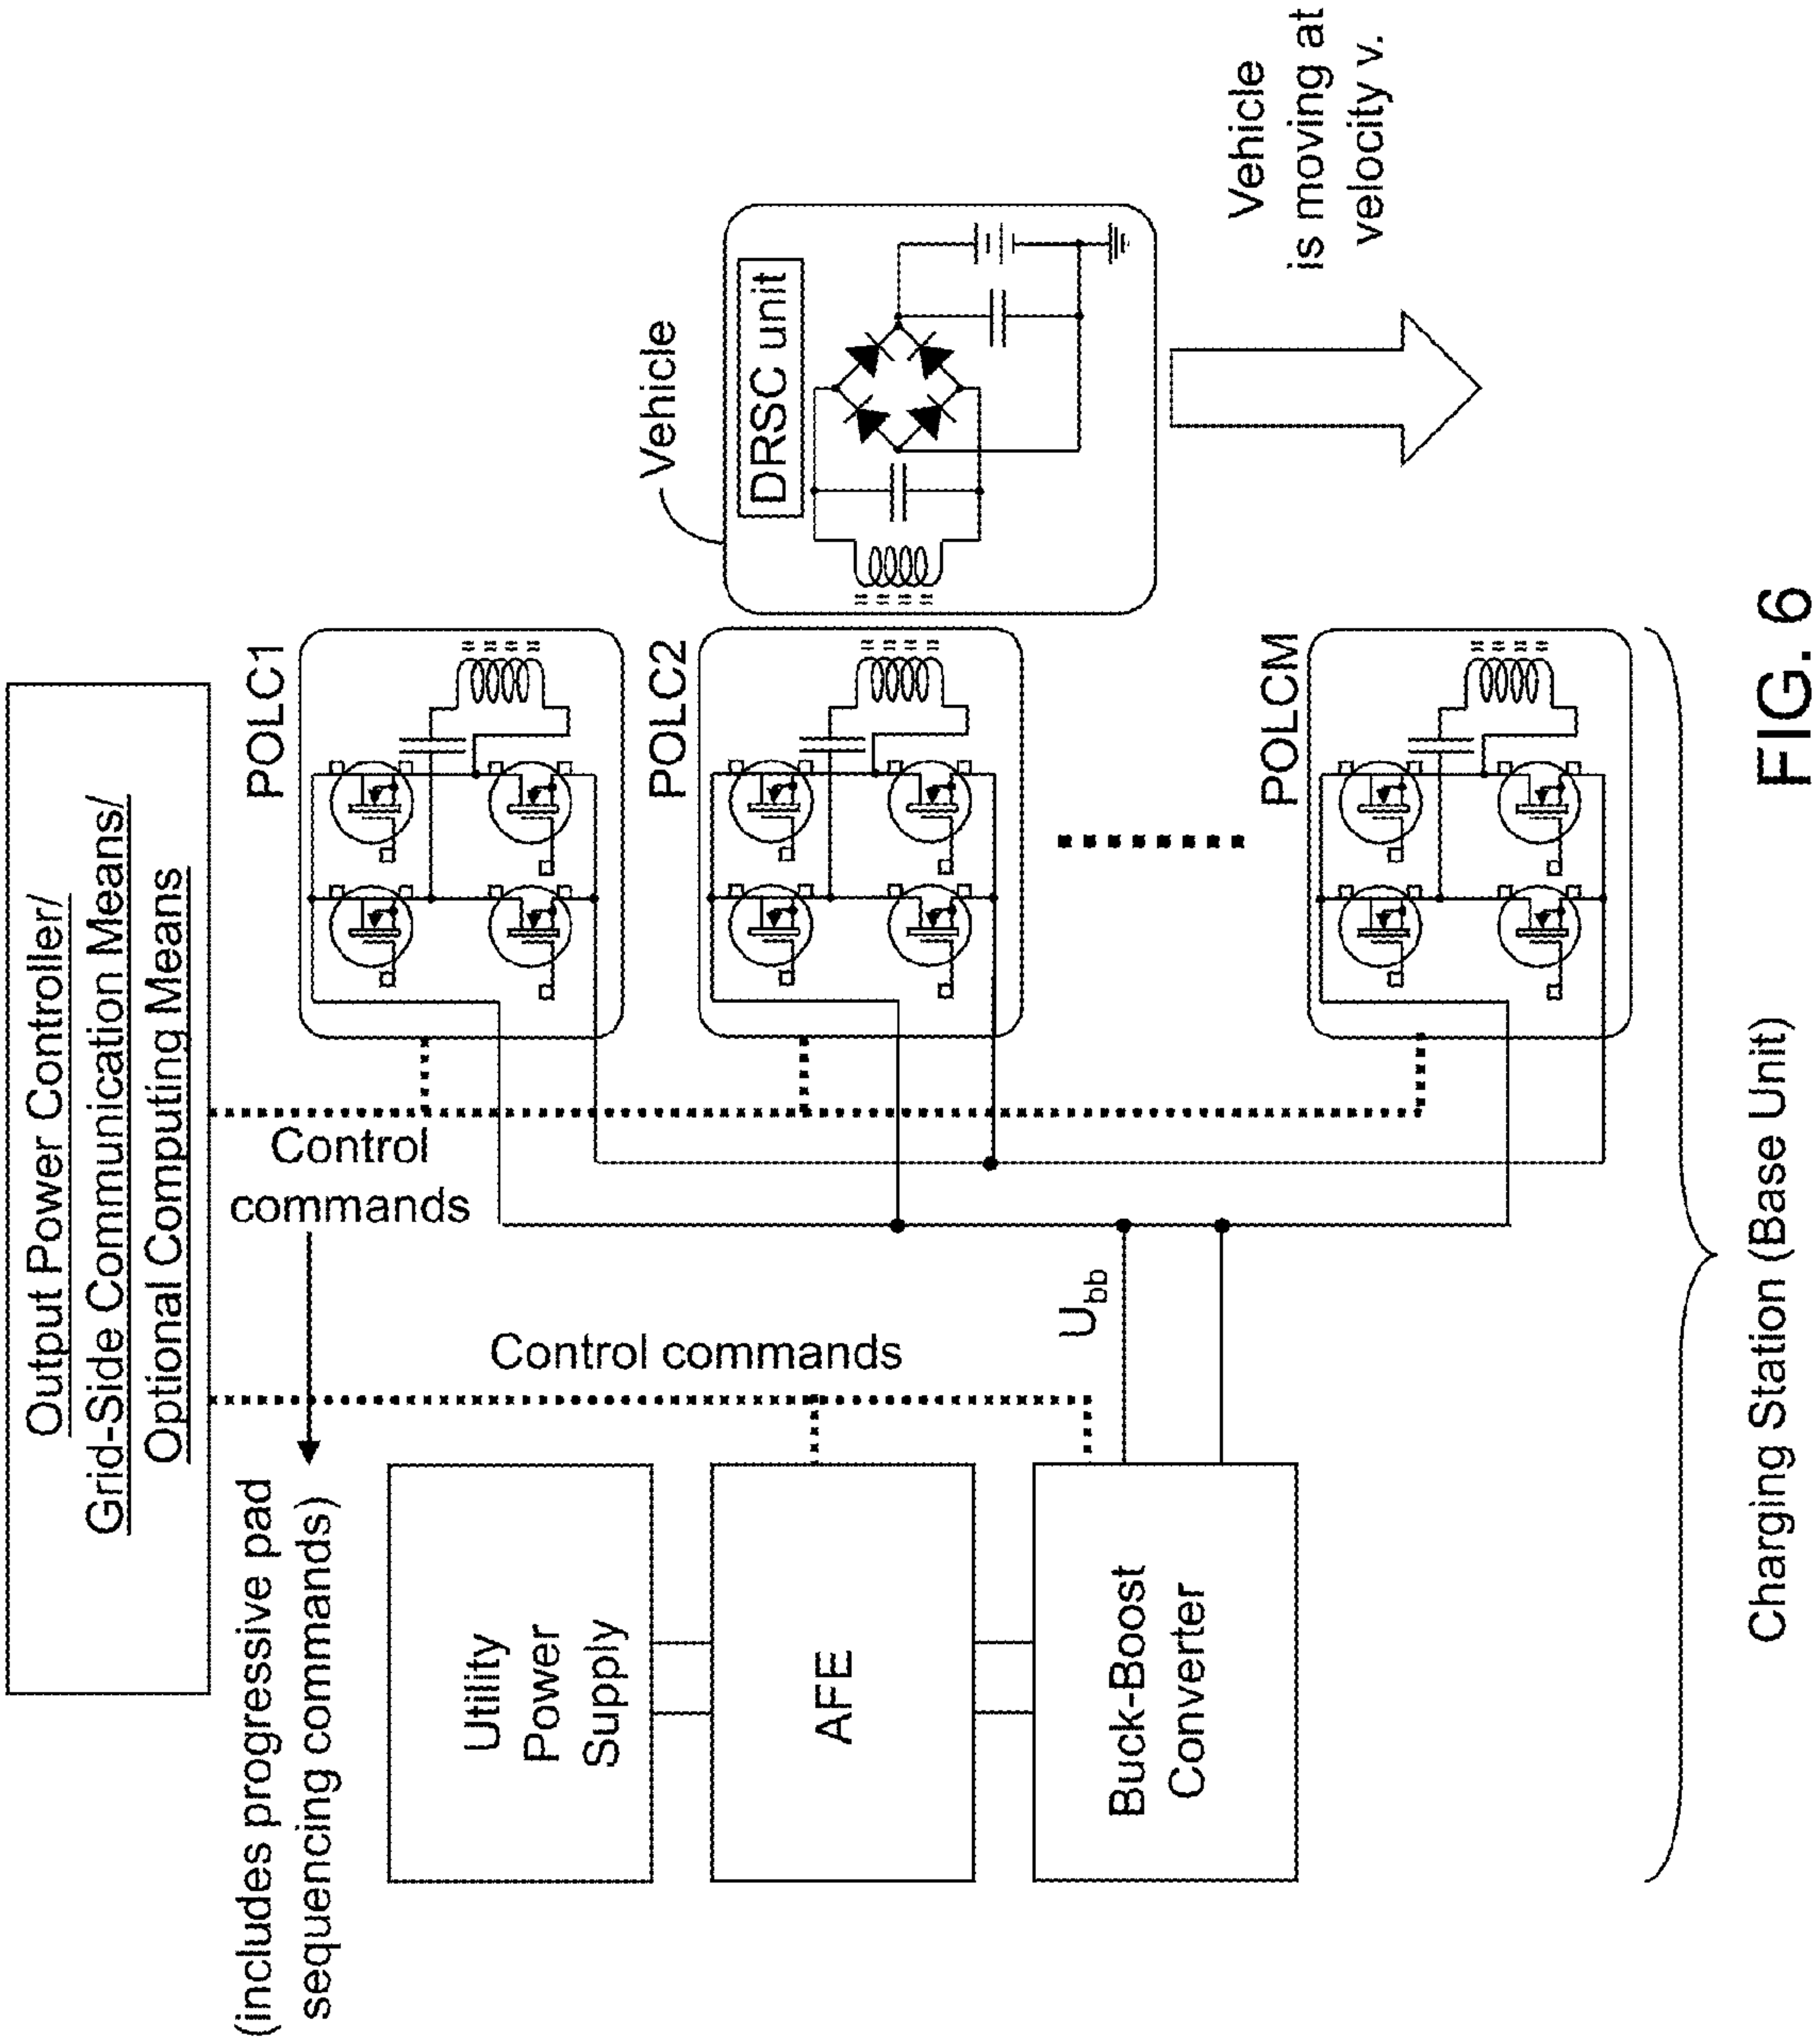 Output Power Controller/
Grid-Side Communication Means/
Optional Computing Means
(includes progressive pad
sequencing commands)
Control
commands
Control commands
Utility
Power
Supply
AFE
Buck-Boost
Converter
Ubb
POLC1
POLC2
POLCM
Vehicle
DRSC unit
Vehicle
is moving at
velocity v.
Charging Station (Base Unit)
FIG. 6